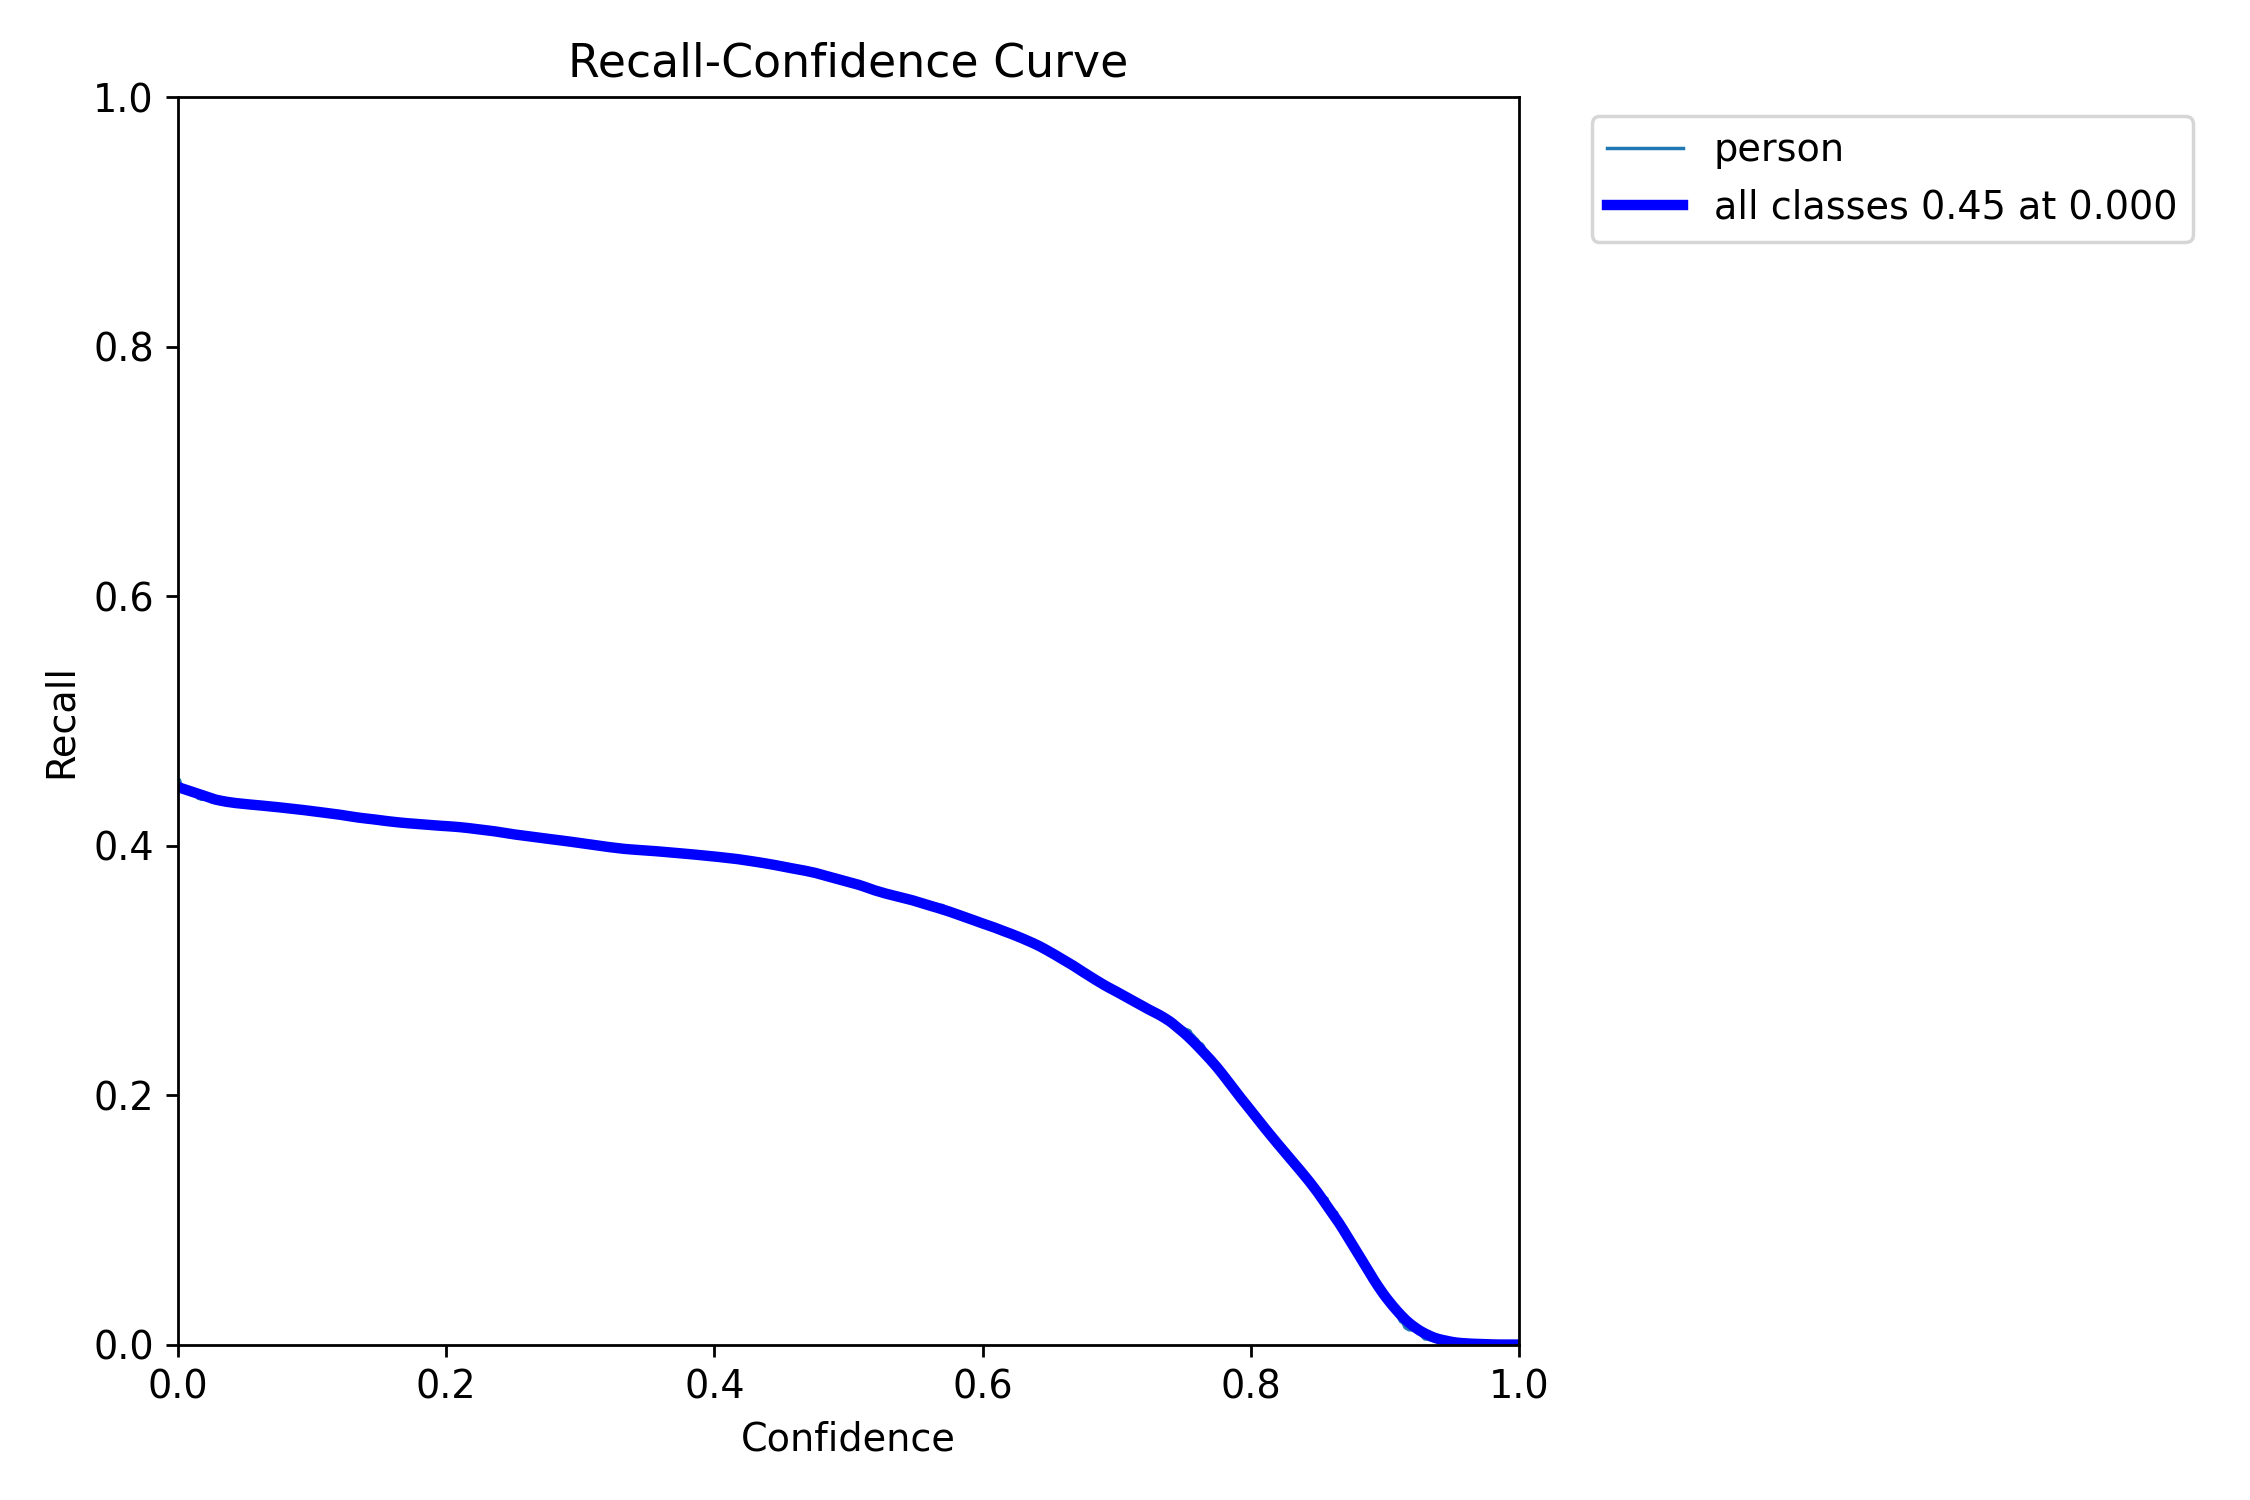 Recall-Confidence Curve
1.0
0.8
0.6
0.4
0.2
0.0
Recall
0.0 0.2 0.4 0.6 0.8 1.0
Confidence
person
all classes 0.45 at 0.000